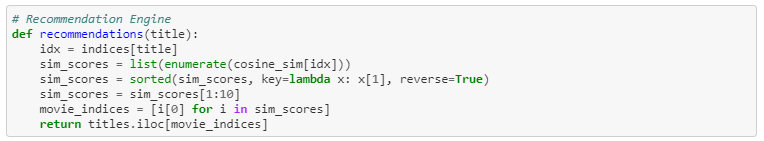 # Recommendation Engine
def recommendations(title):
    idx = indices[title]
    sim_scores = list(enumerate(cosine_sim[idx]))
    sim_scores = sorted(sim_scores, key=lambda x: x[1], reverse=True)
    sim_scores = sim_scores[1:10]
    movie_indices = [i[0] for i in sim_scores]
    return titles.iloc[movie_indices]